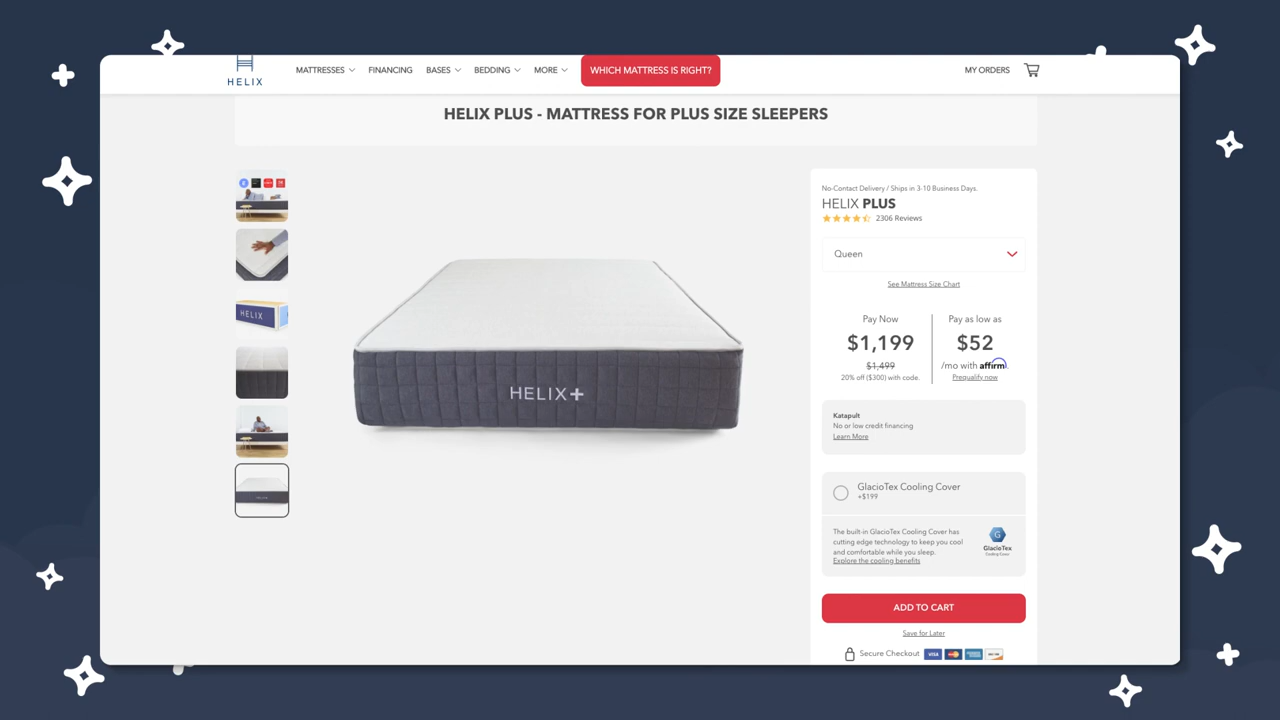 HELIX
MATTRESSES
FINANCING
BASES
BEDDING
MORE
WHICH MATTRESS IS RIGHT?
MY ORDERS
HELIX PLUS - MATTRESS FOR PLUS SIZE SLEEPERS
HELIX
HELIX+
No-Contact Delivery / Ships in 3-10 Business Days.
HELIX PLUS
2306 Reviews
Queen
See Mattress Size Chart
Pay Now
$1,199
$1,499
20% off ($300) with code.
Pay as low as
$52
/mo with affirm.
Prequalify now
Katapult
No or low credit financing
Learn More
GlacioTex Cooling Cover
+$199
The built-in GlacioTex Cooling Cover has
cutting edge technology to keep you cool
and comfortable while you sleep.
Explore the cooling benefits
G
GlacioTex
Cooling Cover
ADD TO CART
Save for Later
Secure Checkout
VISA